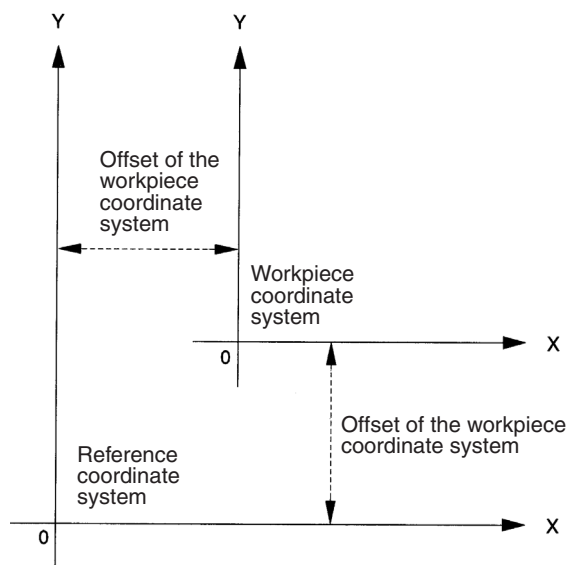 Y
Y
Offset of the
workpiece
coordinate
system
Workpiece
coordinate
system
0
X
Offset of the workpiece
coordinate system
Reference
coordinate
system
0
X